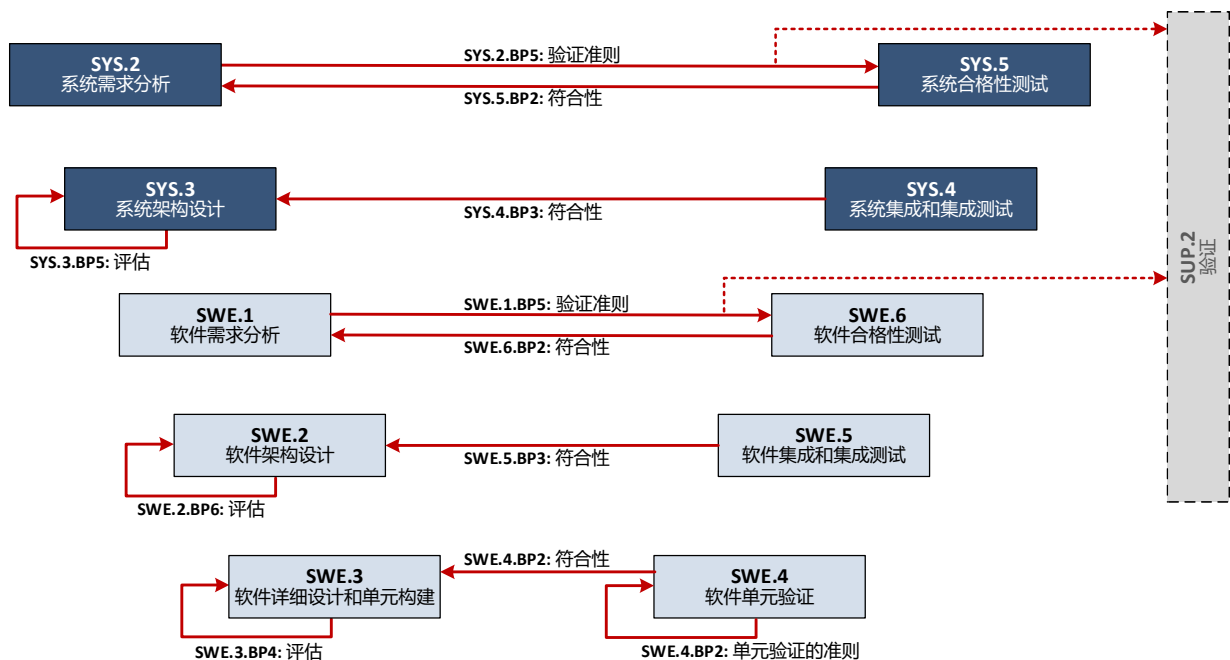 SYS.2.BP5: 验证准则
SYS.2
系统需求分析
SYS.5
系统合格性测试
SYS.5.BP2: 符合性
SYS.3
系统架构设计
SYS.4
系统集成和集成测试
SYS.4.BP3: 符合性
SYS.3.BP5: 评估
SUP.2
验证
SWE.1.BP5: 验证准则
SWE.1
软件需求分析
SWE.6
软件合格性测试
SWE.6.BP2: 符合性
SWE.2
软件架构设计
SWE.5
软件集成和集成测试
SWE.5.BP3: 符合性
SWE.2.BP6: 评估
SWE.4.BP2: 符合性
SWE.3
软件详细设计和单元构建
SWE.4
软件单元验证
SWE.3.BP4: 评估
SWE.4.BP2: 单元验证的准则